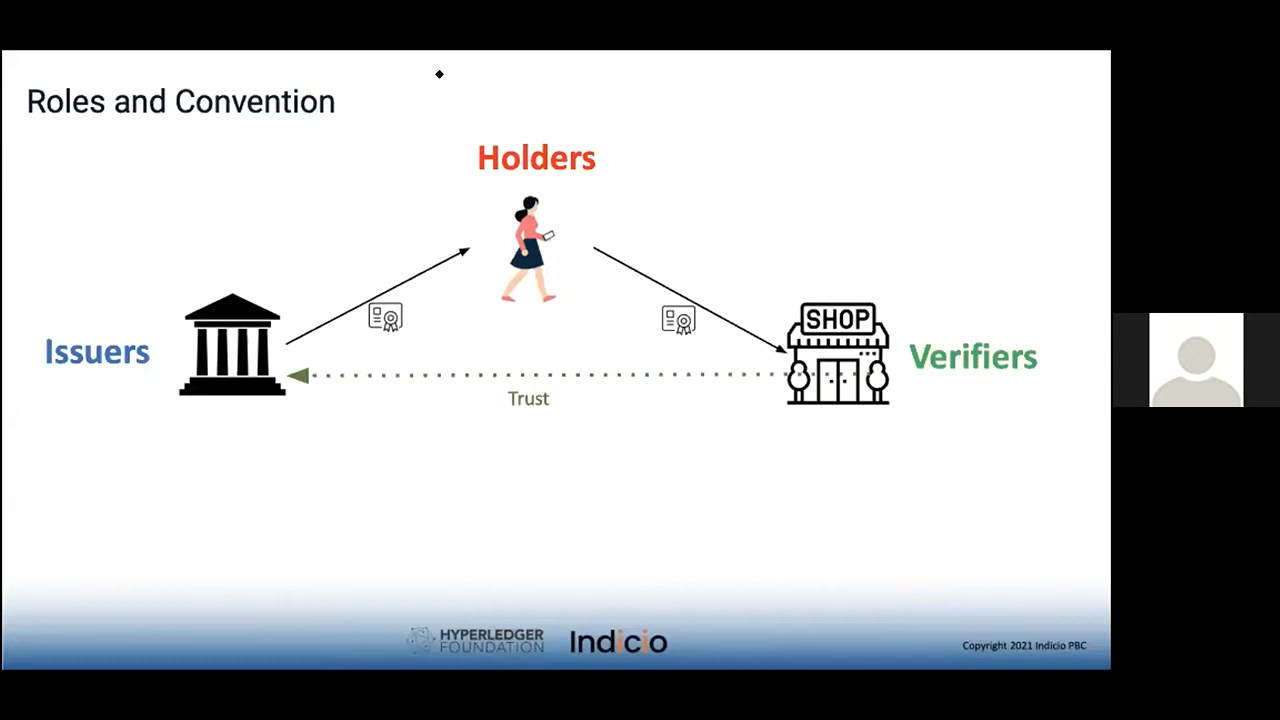 Roles and Convention
Holders
Issuers
SHOP
Verifiers
Trust
HYPERLEDGER
FOUNDATION
Indicio
Copyright 2021 Indicio PBC